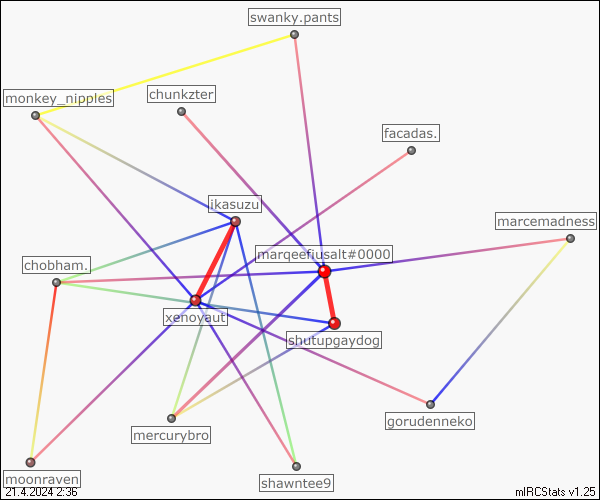 swanky.pants
monkey_nipples
chunkzter
facadas.
ikasuzu
marcemadness
marqeefiusalt#0000
chobham.
xenoyaut
shutupgaydog
gorudenneko
mercurybro
moonraven
shawntee9
21.4.2024 2:36
mIRCStats v1.25